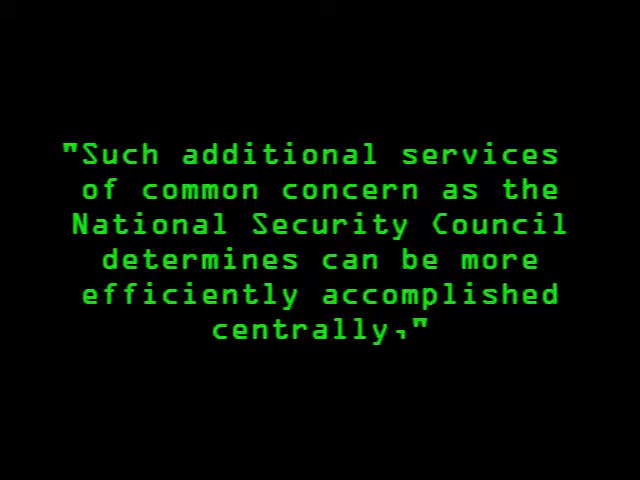 "Such additional services
of common concern as the
National Security Council
determines can be more
efficiently accomplished
centrally,"